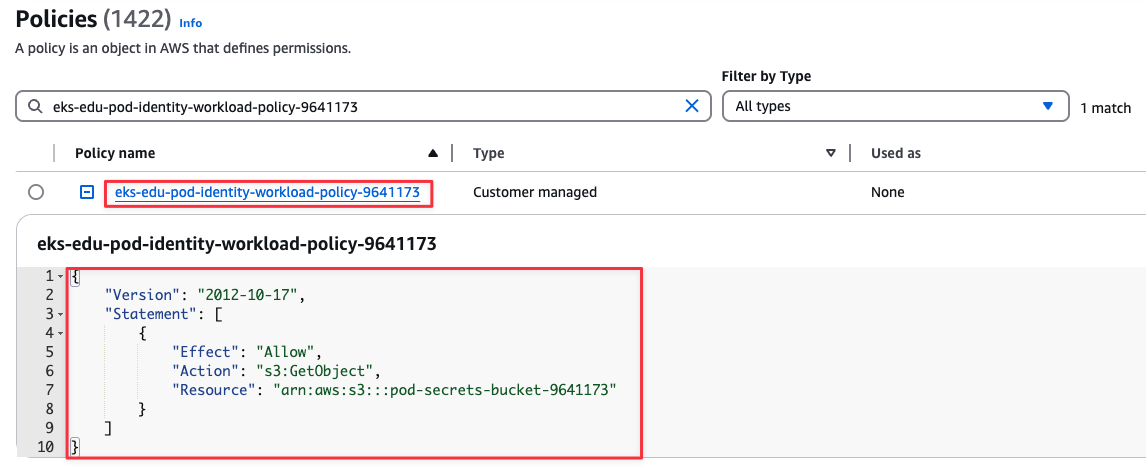 Policies (1422) Info
A policy is an object in AWS that defines permissions.
Filter by Type
eks-edu-pod-identity-workload-policy-9641173
All types
1 match
Policy name
Type
Used as
eks-edu-pod-identity-workload-policy-9641173
Customer managed
None
eks-edu-pod-identity-workload-policy-9641173
1 {
2     "Version": "2012-10-17",
3     "Statement": [
4         {
5             "Effect": "Allow",
6             "Action": "s3:GetObject",
7             "Resource": "arn:aws:s3:::pod-secrets-bucket-9641173"
8         }
9     ]
10 }